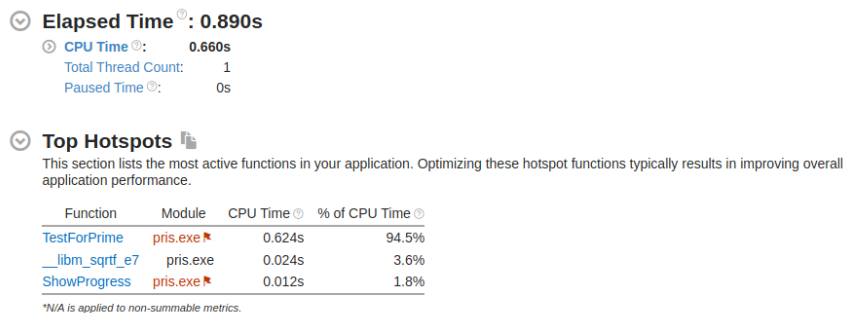 Elapsed Time: 0.890s
CPU Time: 0.660s
Total Thread Count: 1
Paused Time: 0s
Top Hotspots
This section lists the most active functions in your application. Optimizing these hotspot functions typically results in improving overall
application performance.
Function Module CPU Time % of CPU Time
TestForPrime pris.exe 0.624s 94.5%
__libm_sqrtf_e7 pris.exe 0.024s 3.6%
ShowProgress pris.exe 0.012s 1.8%
*N/A is applied to non-summable metrics.